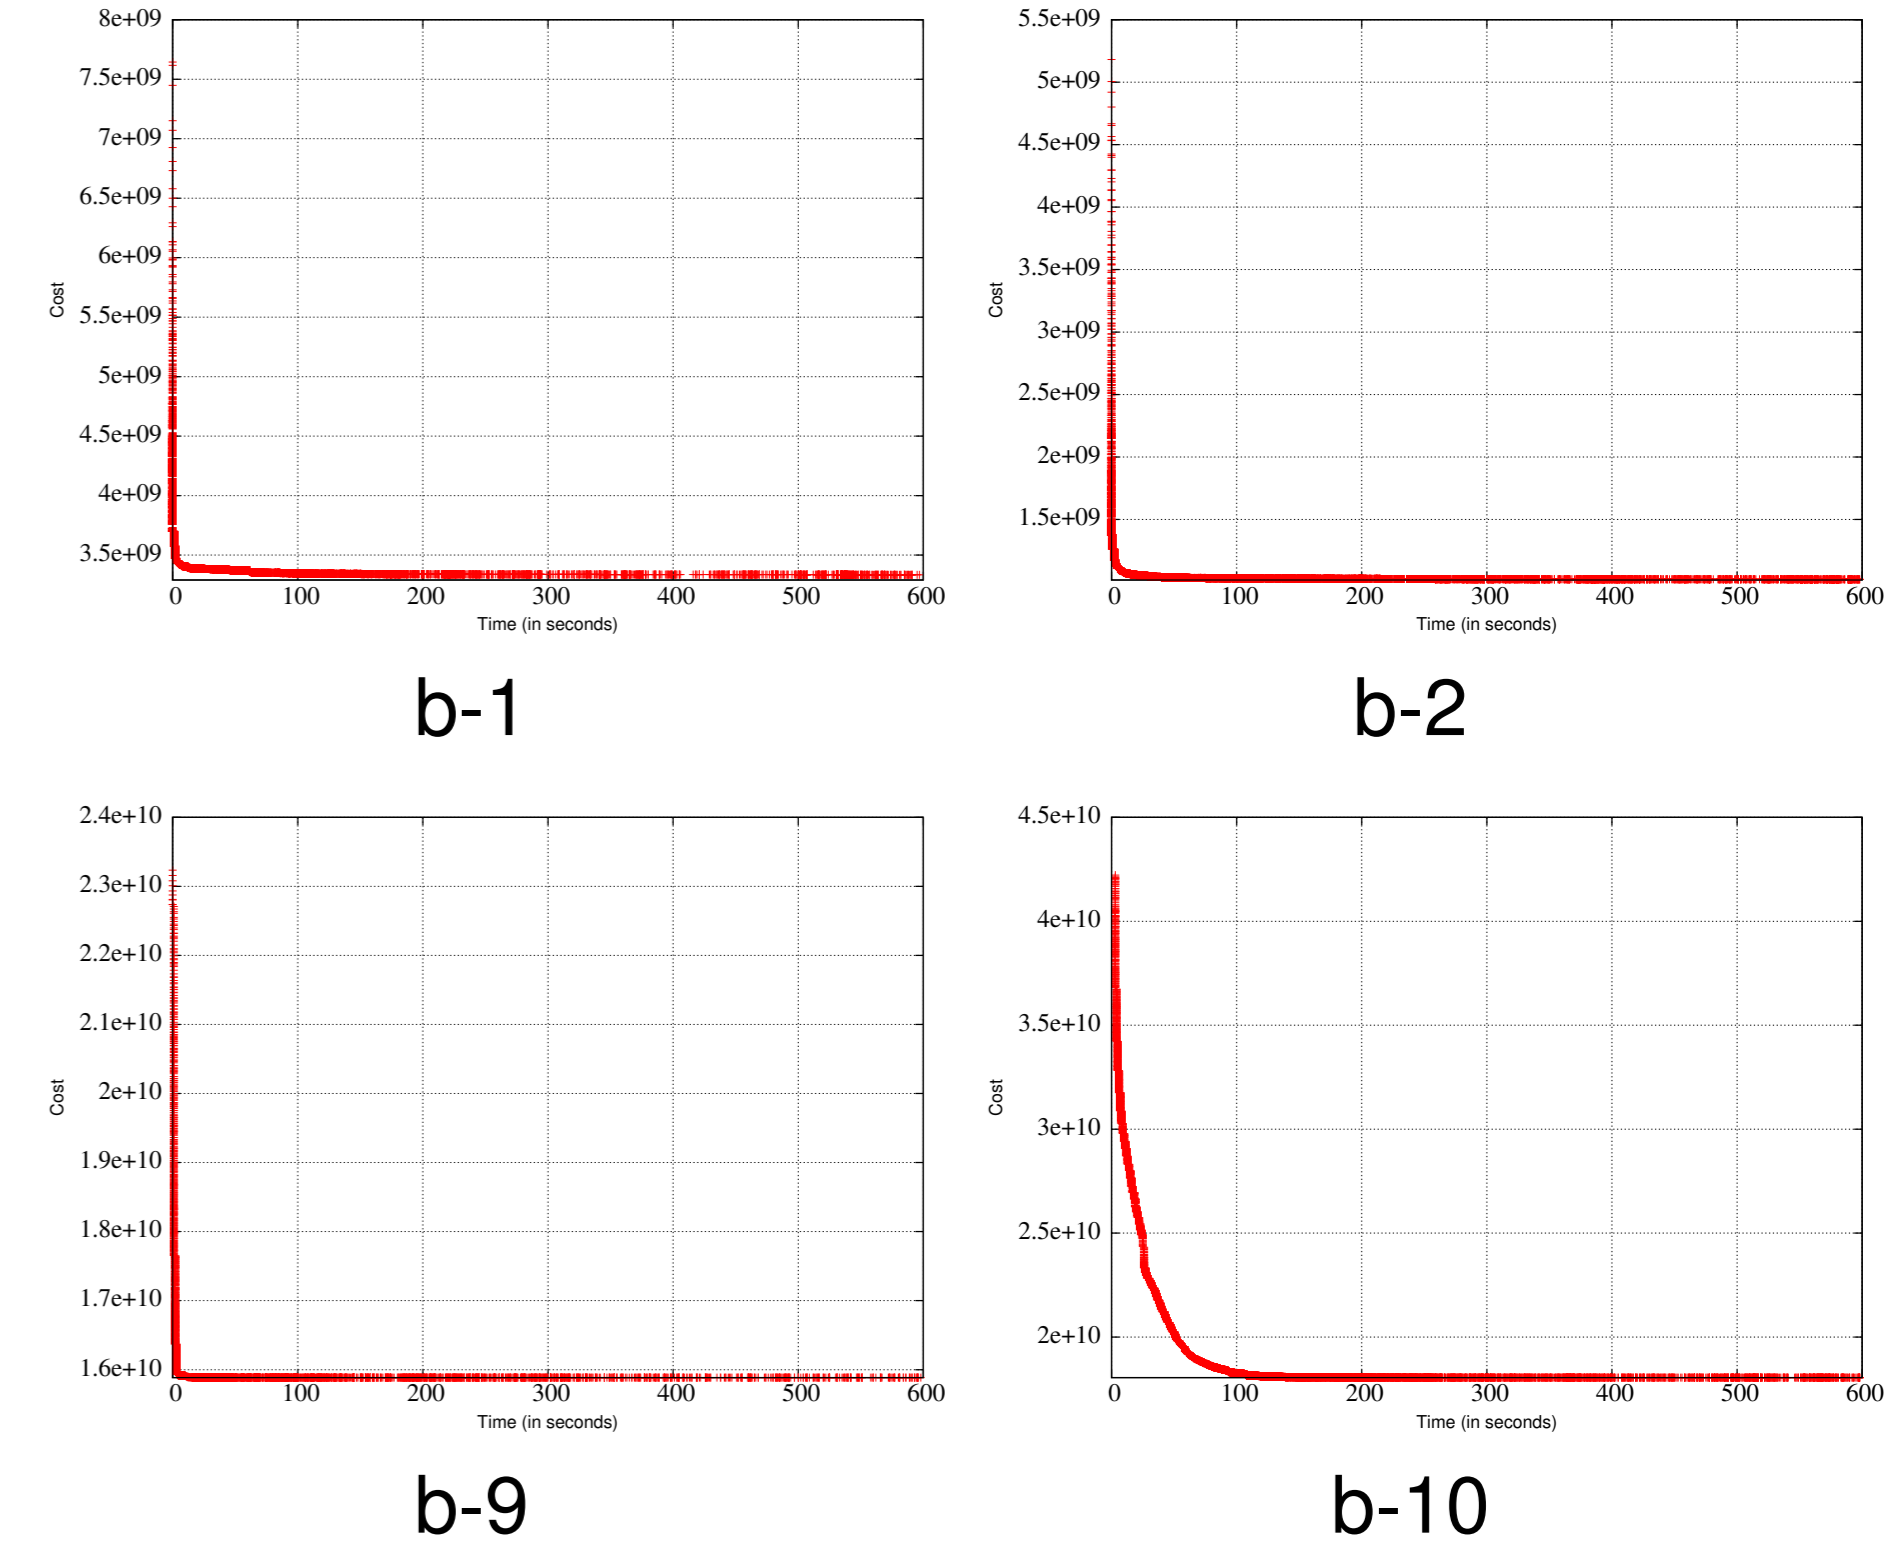 8e+09
7.5e+09
7e+09
6.5e+09
6e+09
5.5e+09
5e+09
4.5e+09
4e+09
3.5e+09
Cost
0 100 200 300 400 500 600
Time (in seconds)
b-1
5.5e+09
5e+09
4.5e+09
4e+09
3.5e+09
3e+09
2.5e+09
2e+09
1.5e+09
Cost
0 100 200 300 400 500 600
Time (in seconds)
b-2
2.4e+10
2.3e+10
2.2e+10
2.1e+10
2e+10
1.9e+10
1.8e+10
1.7e+10
1.6e+10
Cost
0 100 200 300 400 500 600
Time (in seconds)
b-9
4.5e+10
4e+10
3.5e+10
3e+10
2.5e+10
2e+10
Cost
0 100 200 300 400 500 600
Time (in seconds)
b-10